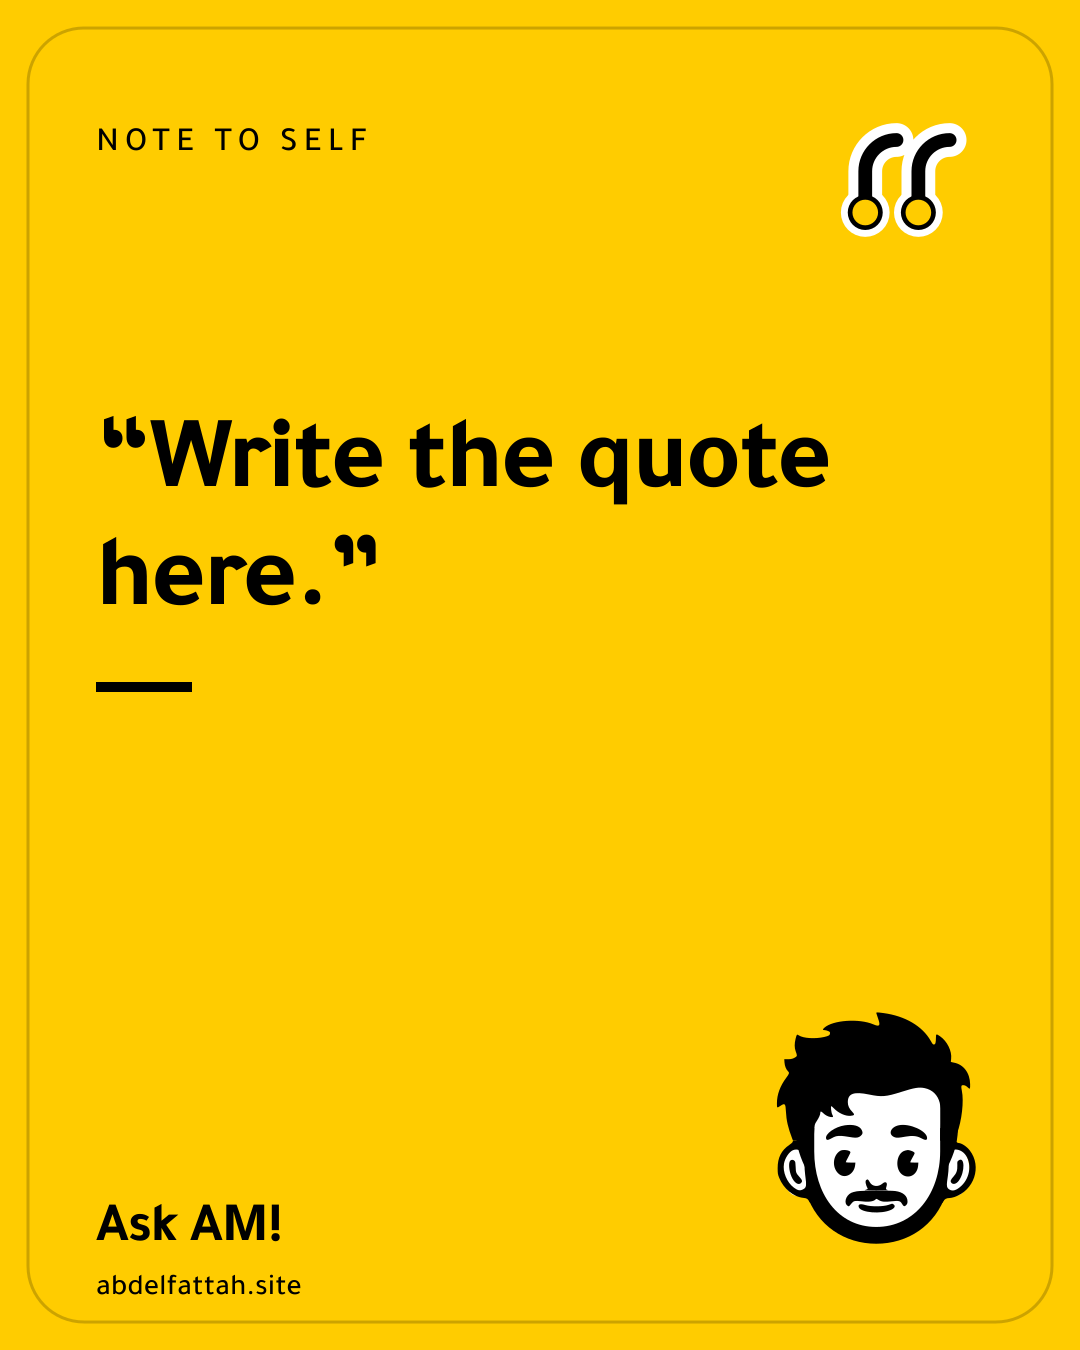 NOTE TO SELF
“Write the quote
here.”
Ask AM!
abdelfattah.site